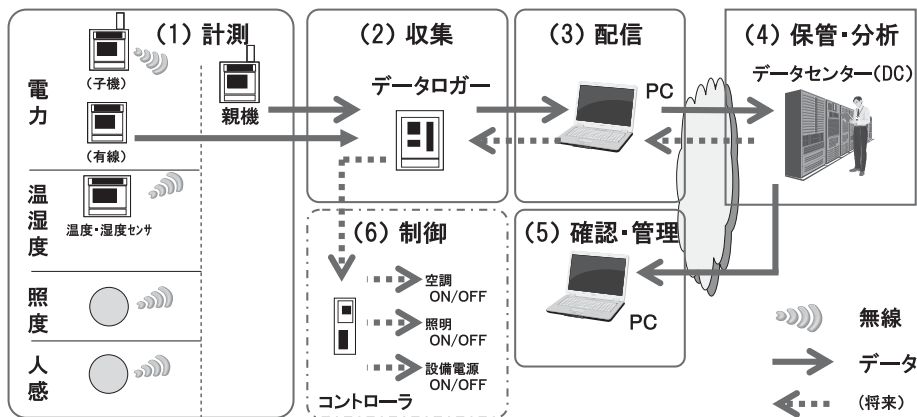 (1) 計測
電力
(子機)
(有線)
親機
温湿度
温度・湿度センサ
照度
人感
(2) 収集
データロガー
(3) 配信
PC
(4) 保管・分析
データセンター(DC)
(5) 確認・管理
PC
(6) 制御
空調
ON/OFF
照明
ON/OFF
設備電源
ON/OFF
コントローラ
無線
データ
(将来)